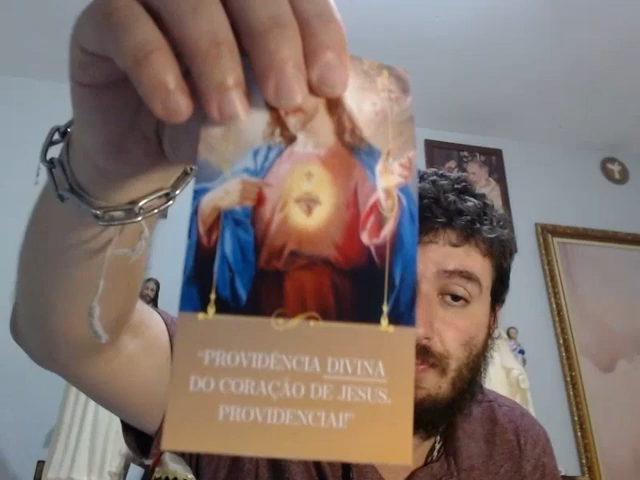 “PROVIDÊNCIA DIVINA
DO CORAÇÃO DE JESUS,
PROVIDENCIAI!”